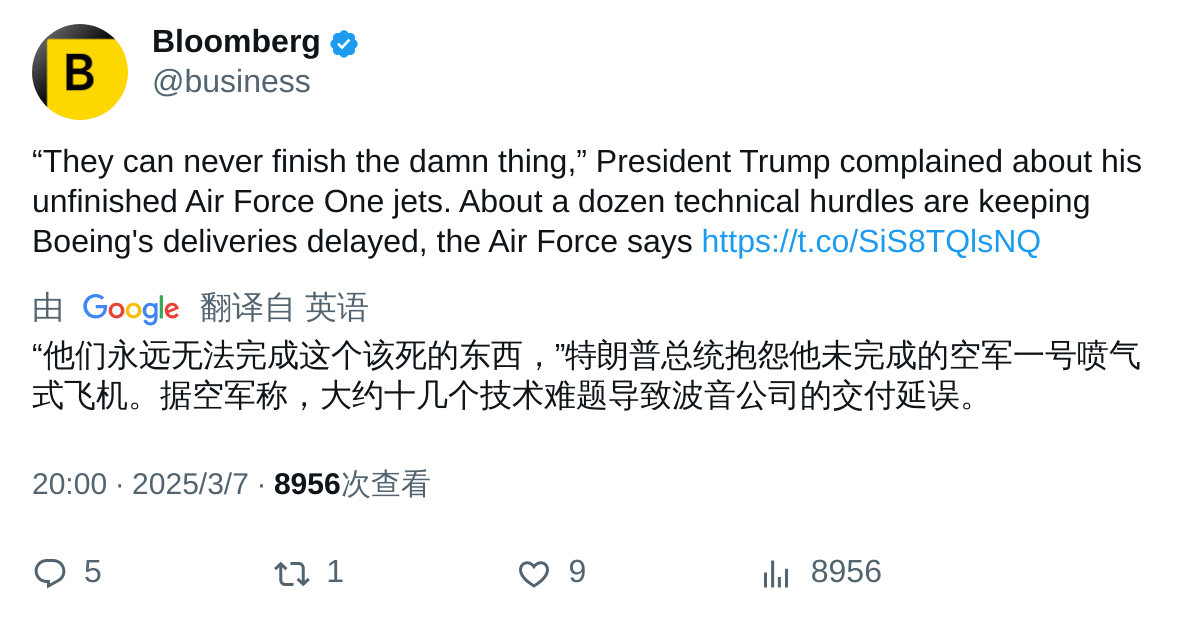 B
Bloomberg
@business
“They can never finish the damn thing,” President Trump complained about his
unfinished Air Force One jets. About a dozen technical hurdles are keeping
Boeing's deliveries delayed, the Air Force says https://t.co/SiS8TQlsNQ
由 Google 翻译自 英语
“他们永远无法完成这个该死的东西，”特朗普总统抱怨他未完成的空军一号喷气
式飞机。据空军称，大约十几个技术难题导致波音公司的交付延误。
20:00 · 2025/3/7 · 8956次查看
5 1 9 8956